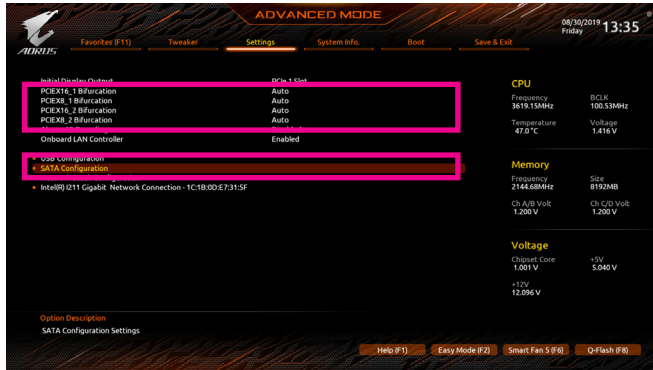 ADVANCED MODE
08/30/2019 Friday 13:35
AORUS
Favorites (F11) Tweaker Settings System Info. Boot Save & Exit
Initial Display Output PCIe 1 Slot
PCIEX16_1 Bifurcation Auto
PCIEX8_1 Bifurcation Auto
PCIEX16_2 Bifurcation Auto
PCIEX8_2 Bifurcation Auto
Onboard LAN Controller Enabled
USB Configuration
SATA Configuration
Intel(R) I211 Gigabit Network Connection - 1C:1B:0D:E7:31:5F
CPU
Frequency BCLK
3619.15MHz 100.53MHz
Temperature Voltage
47.0 °C 1.416 V
Memory
Frequency Size
2144.68MHz 8192MB
Ch A/B Volt Ch C/D Volt
1.200 V 1.200 V
Voltage
Chipset Core +5V
1.001 V 5.040 V
+12V
12.096 V
Option Description
SATA Configuration Settings
Help (F1) Easy Mode (F2) Smart Fan 5 (F6) Q-Flash (F8)